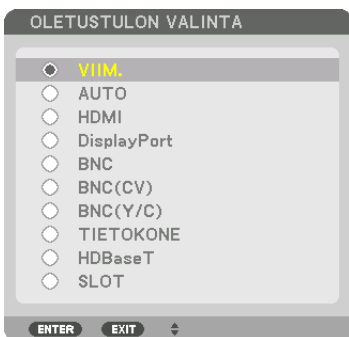 OLETUSTULON VALINTA
VIIM.
AUTO
HDMI
DisplayPort
BNC
BNC(CV)
BNC(Y/C)
TIETOKONE
HDBaseT
SLOT
ENTER EXIT